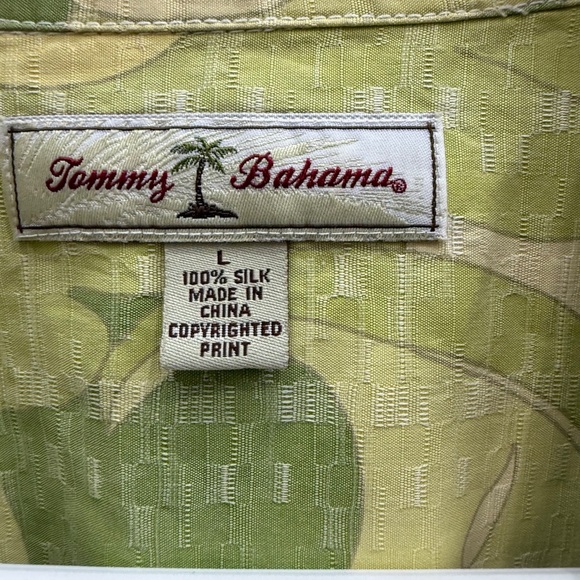 Tommy Bahama®
L
100% SILK
MADE IN
CHINA
COPYRIGHTED
PRINT